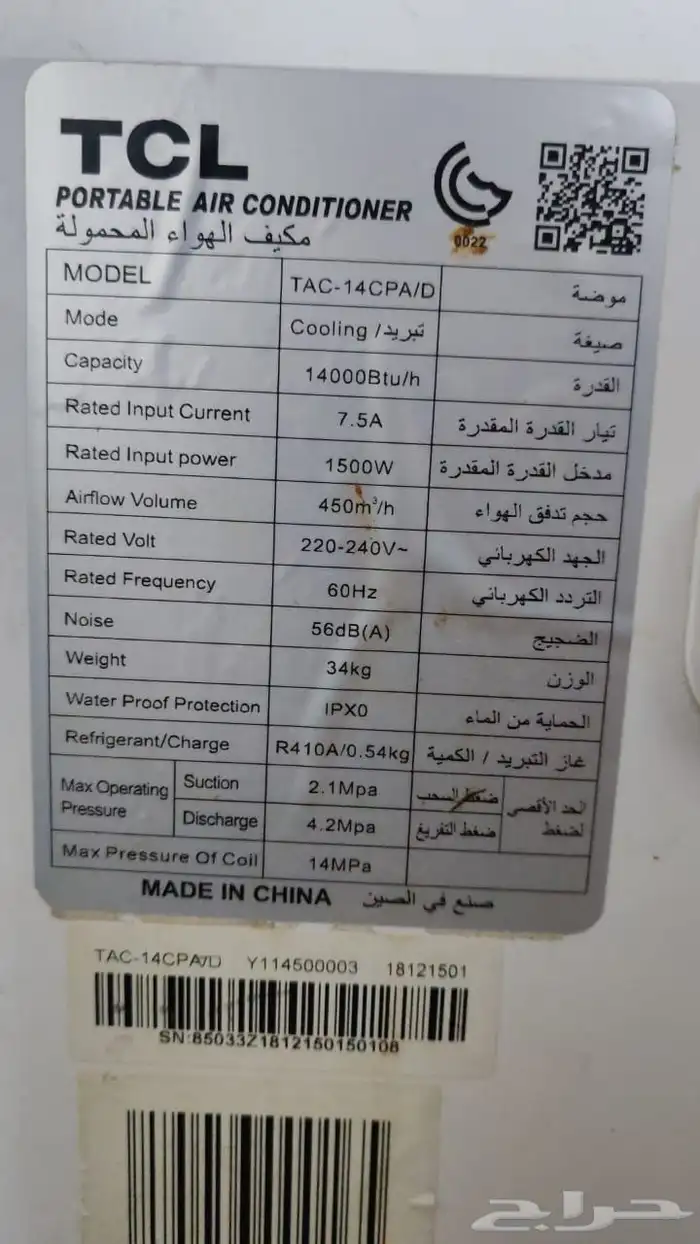 TCL
PORTABLE AIR CONDITIONER
مكيف الهواء المحمولة
0022
MODEL TAC-14CPA/D موضة
Mode Cooling / تبريد صيغة
Capacity 14000Btu/h القدرة
Rated Input Current 7.5A تيار القدرة المقدرة
Rated Input power 1500W مدخل القدرة المقدرة
Airflow Volume 450m³/h حجم تدفق الهواء
Rated Volt 220-240V~ الجهد الكهربائي
Rated Frequency 60Hz التردد الكهربائي
Noise 56dB(A) الضجيج
Weight 34kg الوزن
Water Proof Protection IPX0 الحماية من الماء
Refrigerant/Charge R410A/0.54kg غاز التبريد / الكمية
Max Operating Pressure Suction 2.1Mpa ضغط السحب الحد الأقصى لضغط
Discharge 4.2Mpa ضغط التفريغ
Max Pressure Of Coil 14MPa
MADE IN CHINA صنع في الصين
TAC-14CPA/D Y114500003 18121501
SN:85033Z1812150150108
حراج